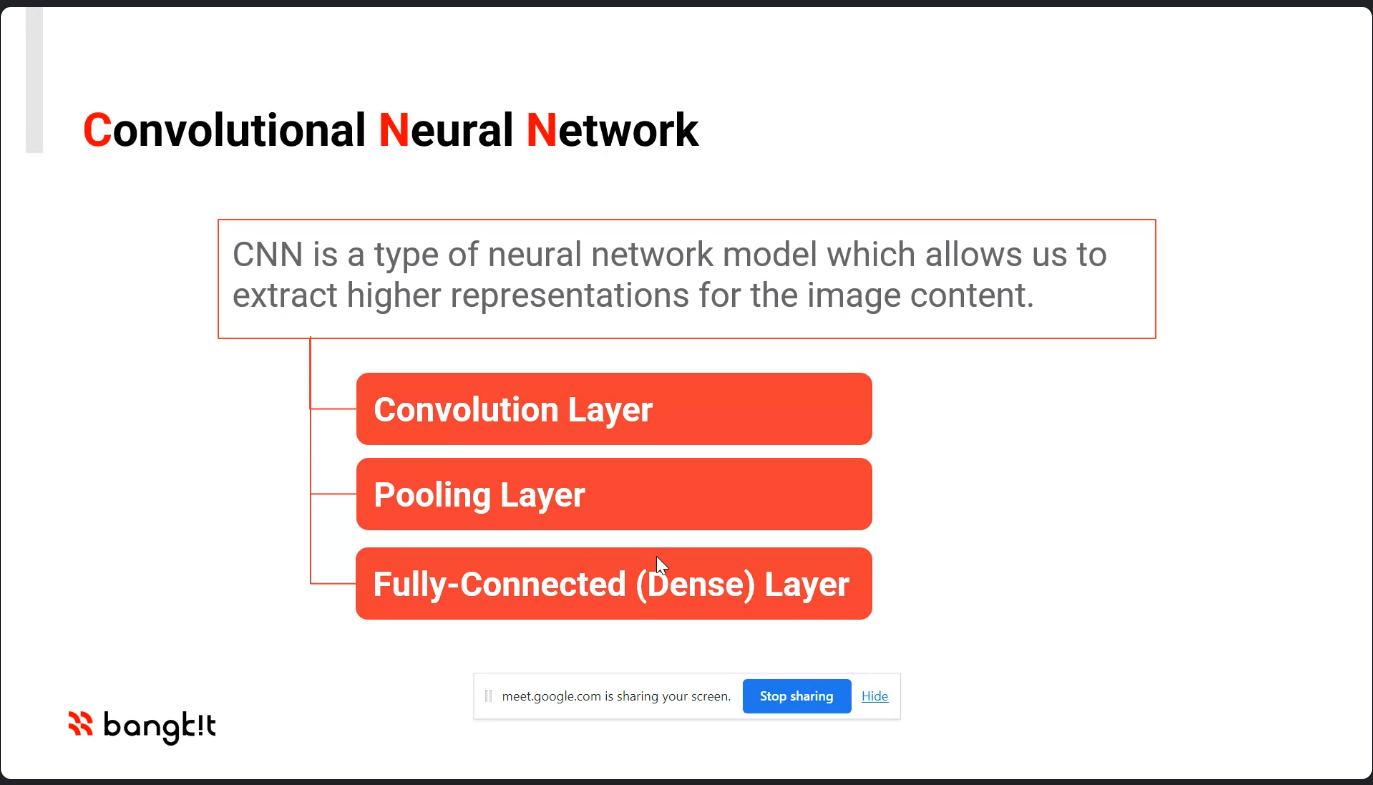 Convolutional Neural Network
CNN is a type of neural network model which allows us to
extract higher representations for the image content.
Convolution Layer
Pooling Layer
Fully-Connected (Dense) Layer
meet.google.com is sharing your screen. Stop sharing Hide
bangk!t